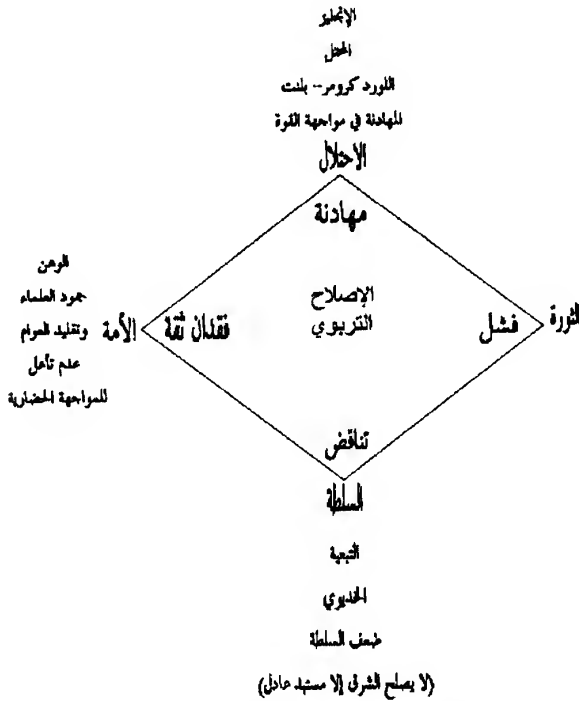 الإنجليز
المحتل
اللورد كرومر-- بلنت
المهادنة في مواجهة القوة
الاحتلال
مهادنة
الإصلاح
التربوي
الثورة
فشل
فقدان ثقة
الأمة
الوهن
جمود العلماء
وتقليد العوام
عدم تأهل
للمواجهة الحضارية
تناقض
السلطة
التبعية
الخديوي
ضعف السلطة
(لا يصلح الشرق إلا مستبد عادل)